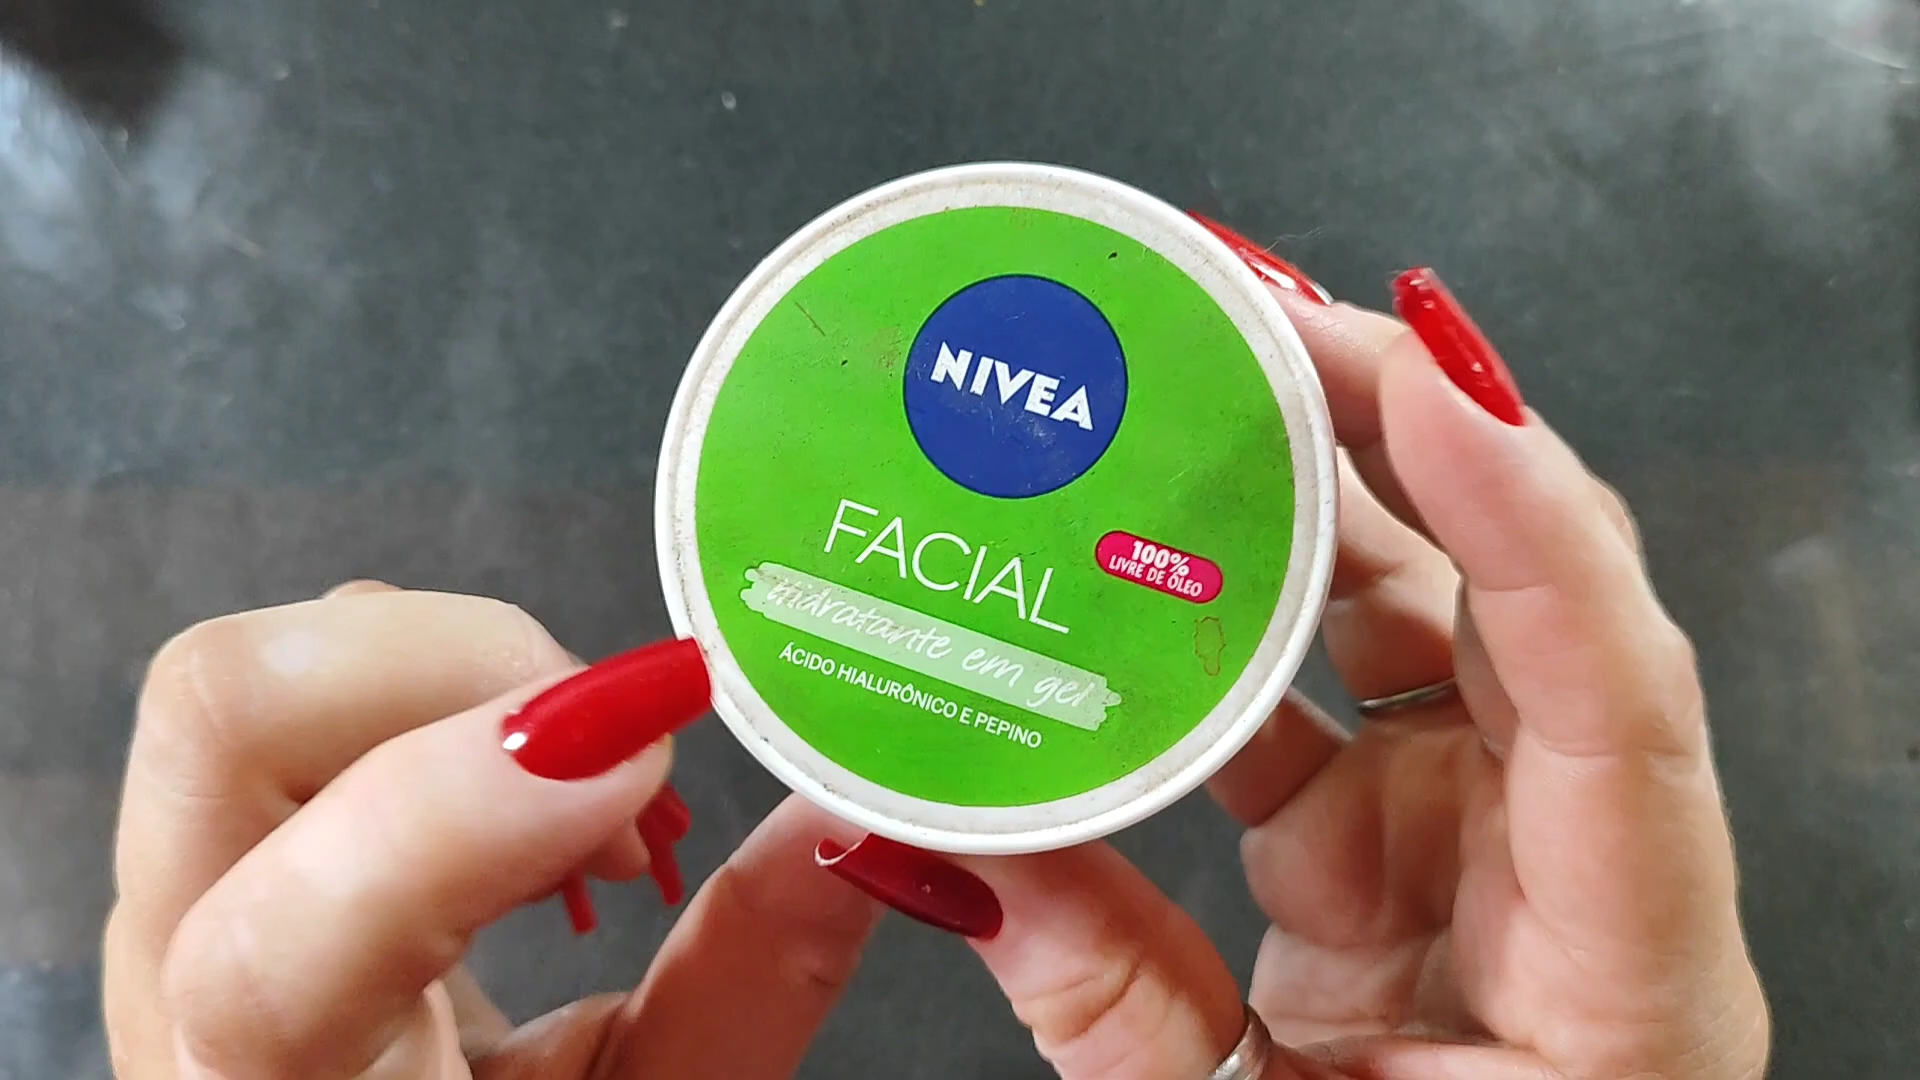 NIVEA
FACIAL
100%
LIVRE DE ÓLEO
hidratante em gel
ÁCIDO HIALURÔNICO E PEPINO